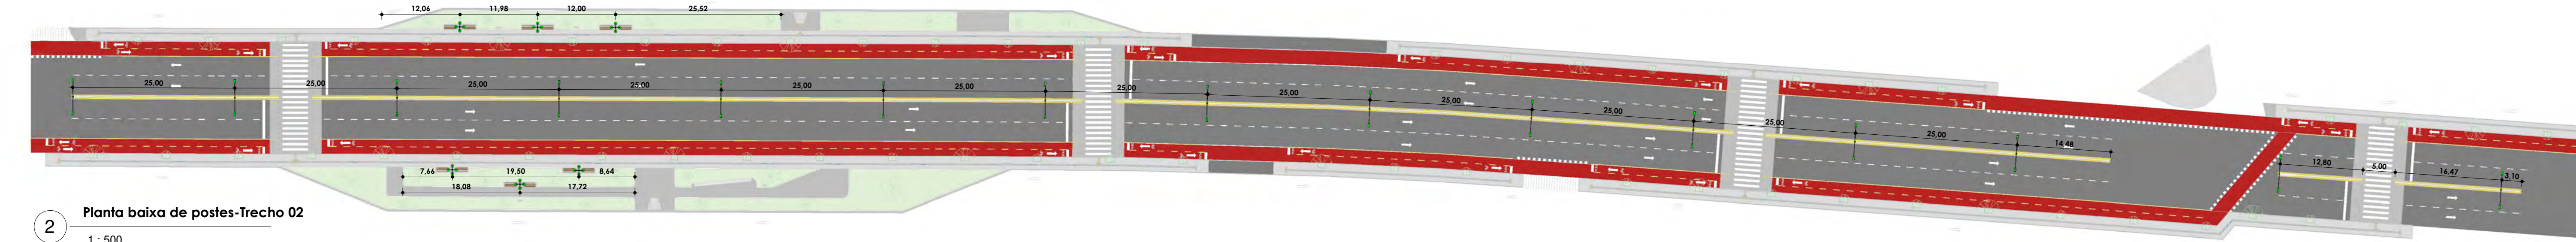 12,06 11,98 12,00 25,52
25,00 25,00 25,00 25,00 25,00 25,00 25,00 25,00 25,00 25,00 25,00 25,00 14,48
12,80 5,00 16,47 3,10
7,66 19,50 8,64
18,08 17,72
2 Planta baixa de postes-Trecho 02
1 : 500